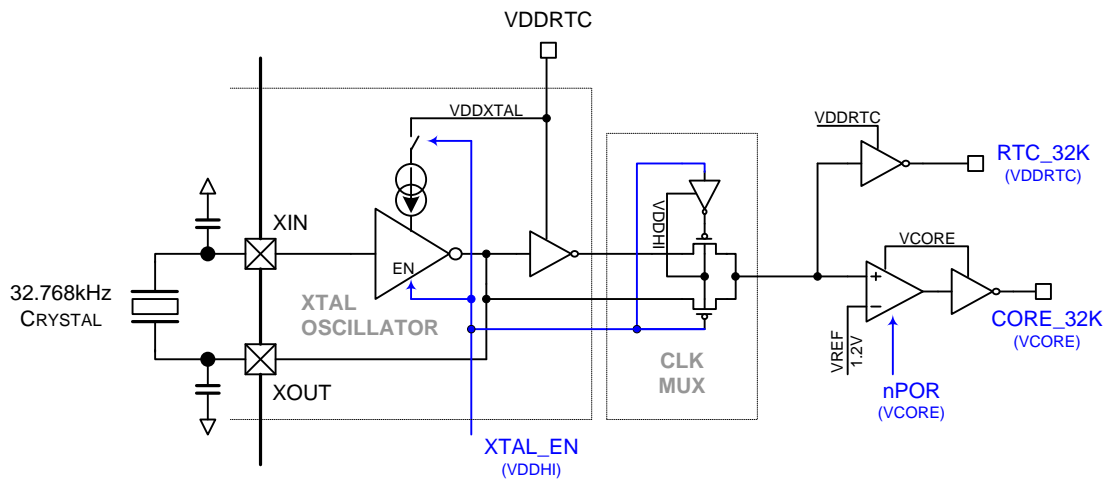 VDDRTC
VDDXTAL
VDDRTC
RTC_32K
(VDDRTC)
VDDHI
XIN
VCORE
EN
32.768kHz
CRYSTAL
XTAL
OSCILLATOR
CORE_32K
(VCORE)
VREF
1.2V
CLK
MUX
nPOR
(VCORE)
XOUT
XTAL_EN
(VDDHI)